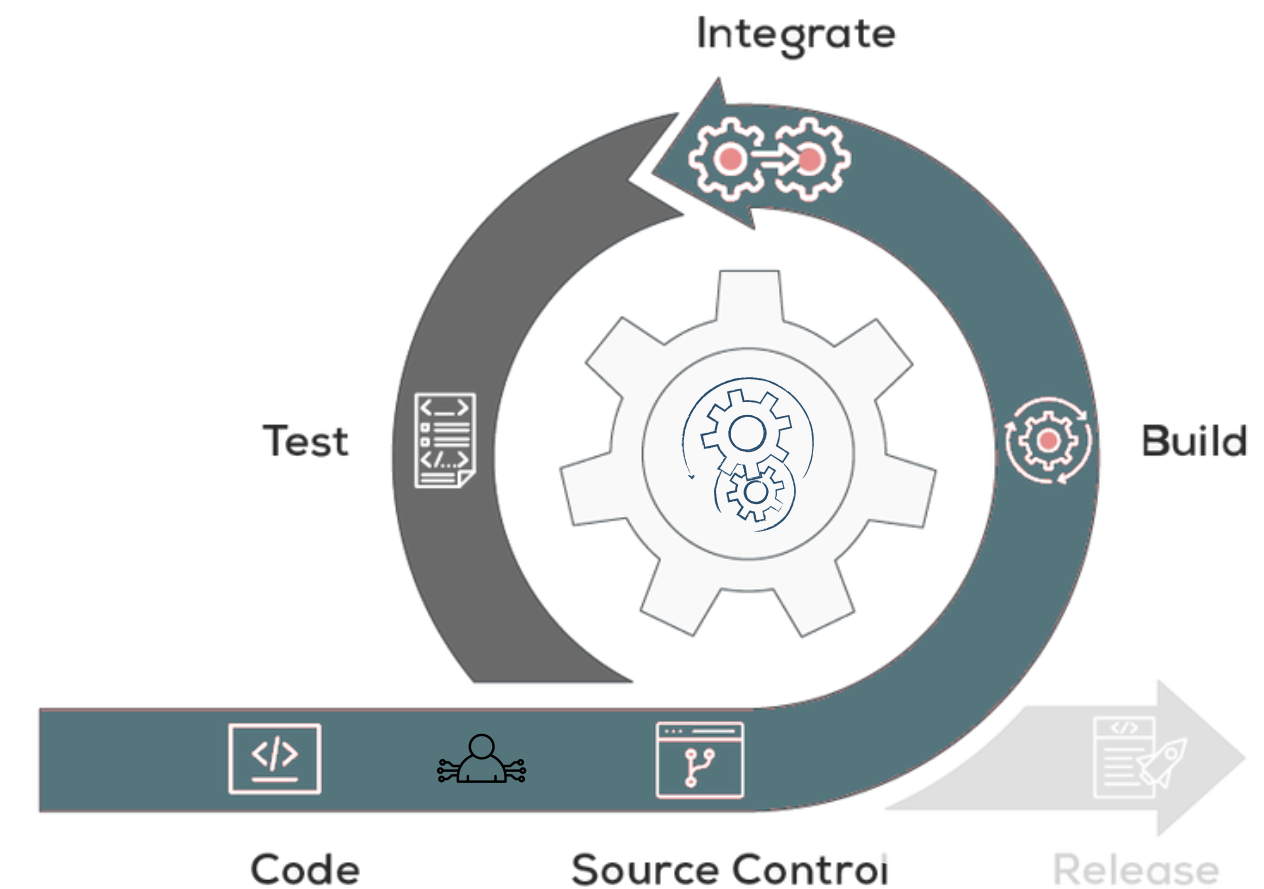 Integrate
Test
Build
Code
Source Control
Release